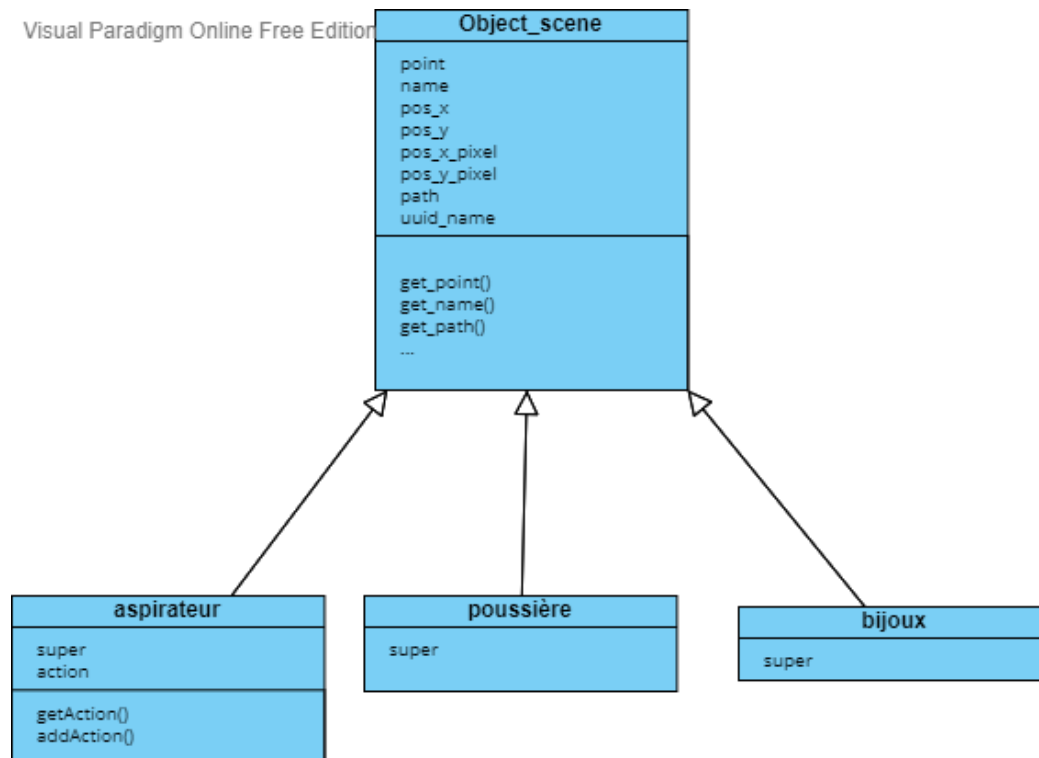 Visual Paradigm Online Free Edition
Object_scene
point
name
pos_x
pos_y
pos_x_pixel
pos_y_pixel
path
uuid_name
get_point()
get_name()
get_path()
...
aspirateur
super
action
getAction()
addAction()
poussière
super
bijoux
super